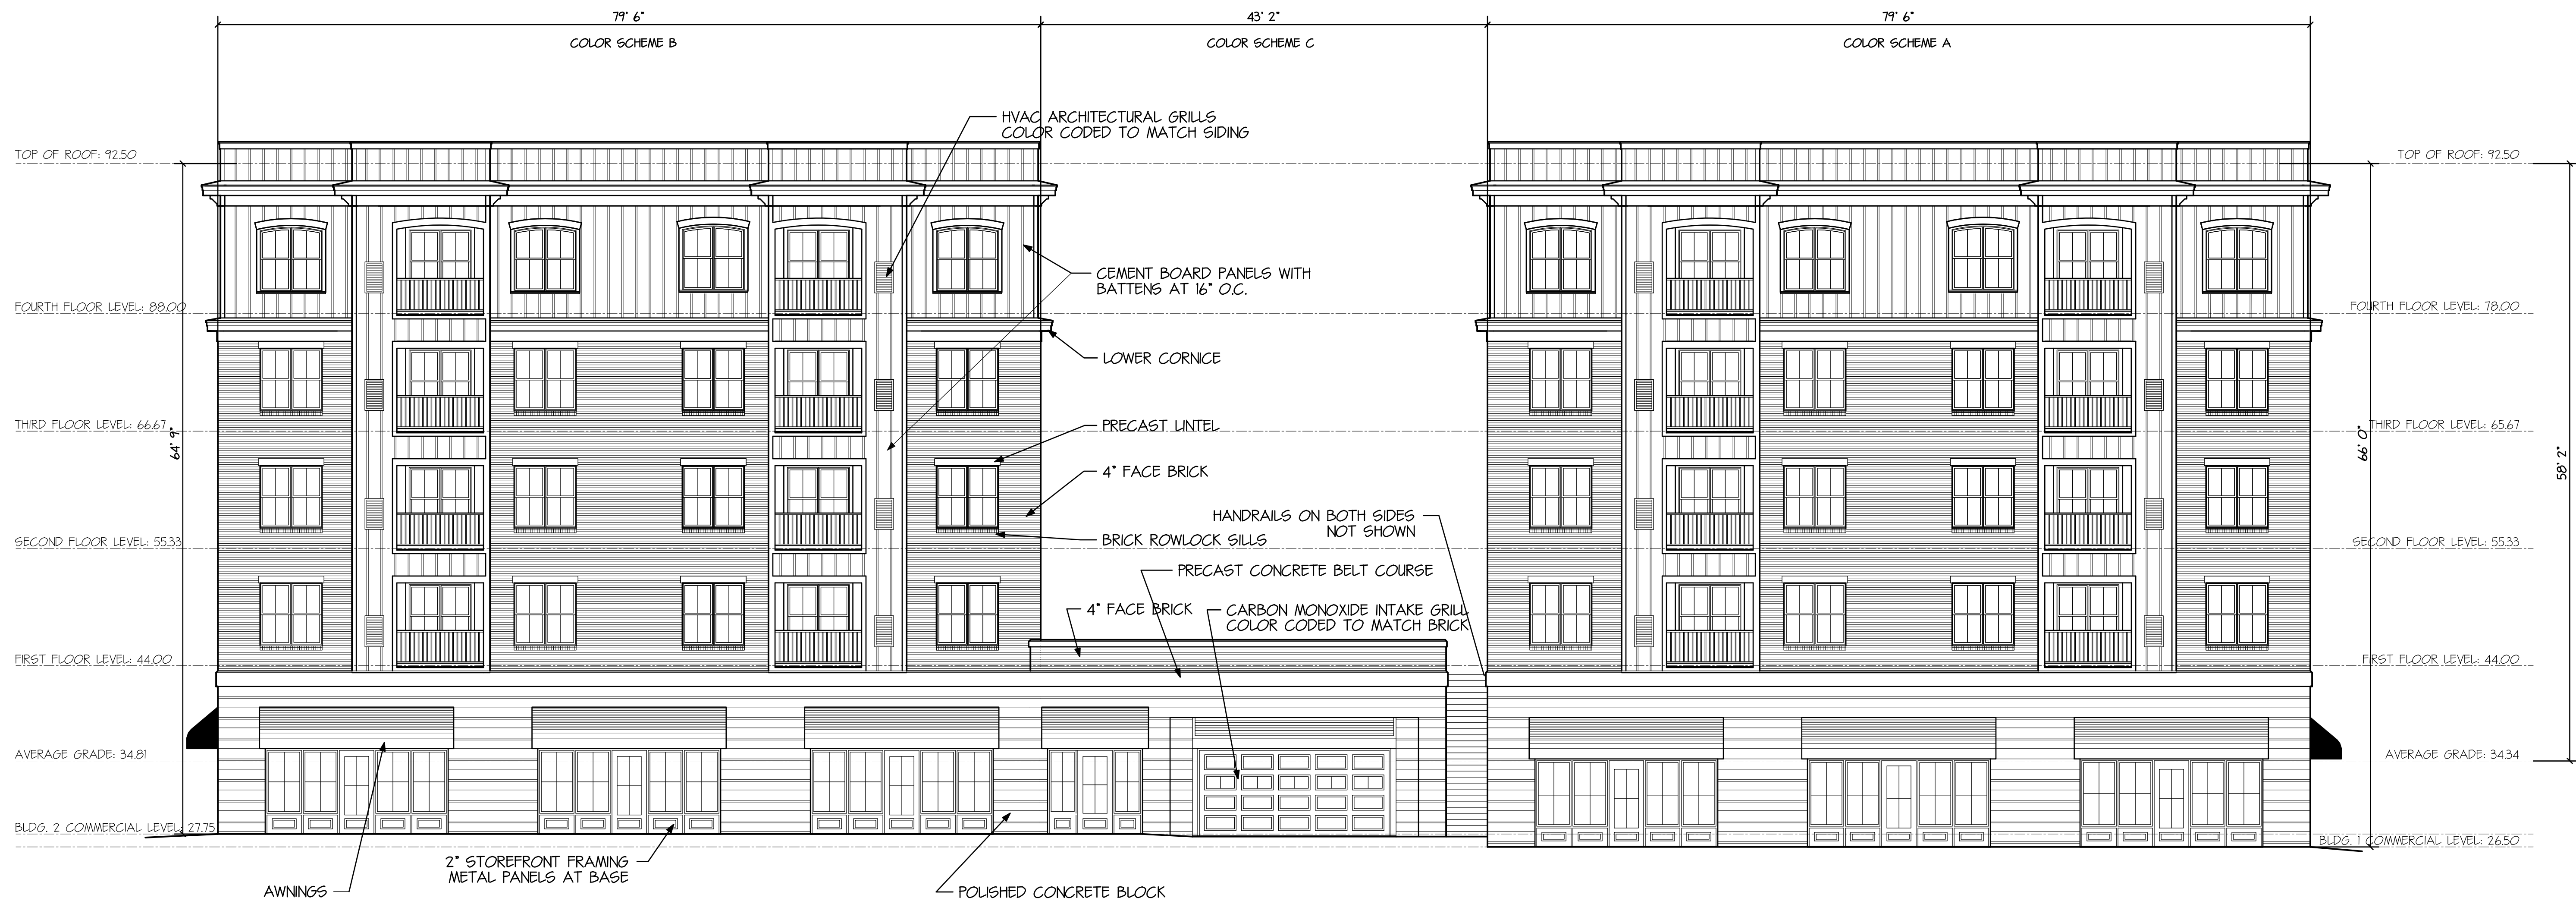 79' 6"
43' 2"
79' 6"
COLOR SCHEME B
COLOR SCHEME C
COLOR SCHEME A
HVAC ARCHITECTURAL GRILLS
COLOR CODED TO MATCH SIDING
TOP OF ROOF: 92.50
TOP OF ROOF: 92.50
CEMENT BOARD PANELS WITH
BATTENS AT 16" O.C.
FOURTH FLOOR LEVEL: 88.00
FOURTH FLOOR LEVEL: 78.00
LOWER CORNICE
THIRD FLOOR LEVEL: 66.67
64' 9"
PRECAST LINTEL
THIRD FLOOR LEVEL: 65.67
66' 0"
58' 2"
4" FACE BRICK
HANDRAILS ON BOTH SIDES
NOT SHOWN
SECOND FLOOR LEVEL: 55.33
BRICK ROWLOCK SILLS
SECOND FLOOR LEVEL: 55.33
PRECAST CONCRETE BELT COURSE
4" FACE BRICK
CARBON MONOXIDE INTAKE GRILL
COLOR CODED TO MATCH BRICK
FIRST FLOOR LEVEL: 44.00
FIRST FLOOR LEVEL: 44.00
AVERAGE GRADE: 34.81
AVERAGE GRADE: 34.34
BLDG. 2 COMMERCIAL LEVEL: 27.75
BLDG. 1 COMMERCIAL LEVEL: 26.50
2" STOREFRONT FRAMING
METAL PANELS AT BASE
AWNINGS
POLISHED CONCRETE BLOCK